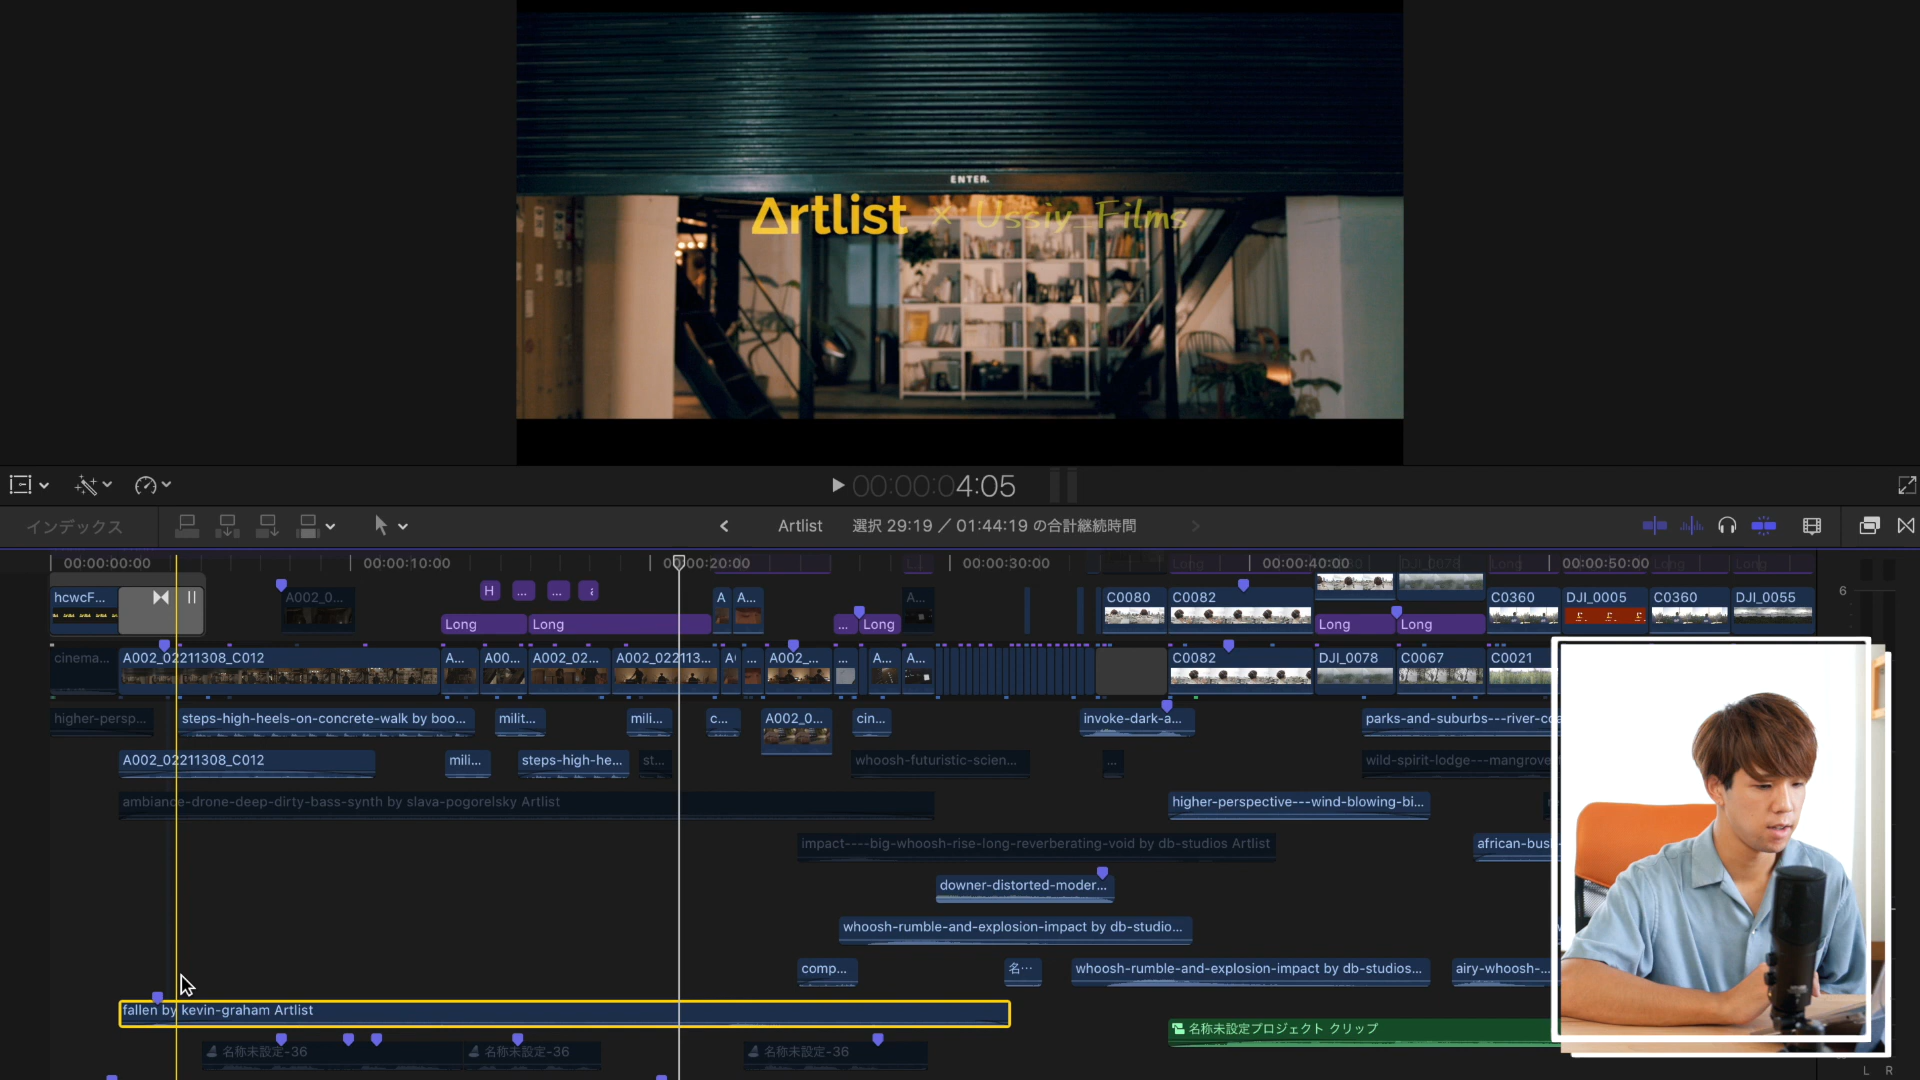 ENTER.
Artlist × Ussiy_Films
00:00:04:05
インデックス
Artlist 選択 29:19 ／ 01:44:19 の合計継続時間
00:00:00:00 00:00:10:00 00:00:20:00 00:00:30:00 00:00:40:00 00:00:50:00
Long DJI_0078 Long Long Long
hcwcF... A002_0... H ... ... A A... A... C0080 C0082 C0360 DJI_0005 C0360 DJI_0055 6
Long Long ... Long Long Long
cinema... A002_02211308_C012 A... A00... A002_02... A002_022113... ... A002_... ... A... A... C0082 DJI_0078 C0067 C0021
higher-persp... steps-high-heels-on-concrete-walk by boo... milit... mili... c... A002_0... cin... invoke-dark-a... parks-and-suburbs---river-co
A002_02211308_C012 mili... steps-high-he... st... whoosh-futuristic-scien... ... wild-spirit-lodge---mangrove
ambiance-drone-deep-dirty-bass-synth by slava-pogorelsky Artlist higher-perspective---wind-blowing-bi...
impact----big-whoosh-rise-long-reverberating-void by db-studios Artlist african-bus
downer-distorted-moder...
whoosh-rumble-and-explosion-impact by db-studio...
comp... 名… whoosh-rumble-and-explosion-impact by db-studios... airy-whoosh-...
fallen by kevin-graham Artlist
名称未設定プロジェクト クリップ
名称未設定-36 名称未設定-36 名称未設定-36
L R